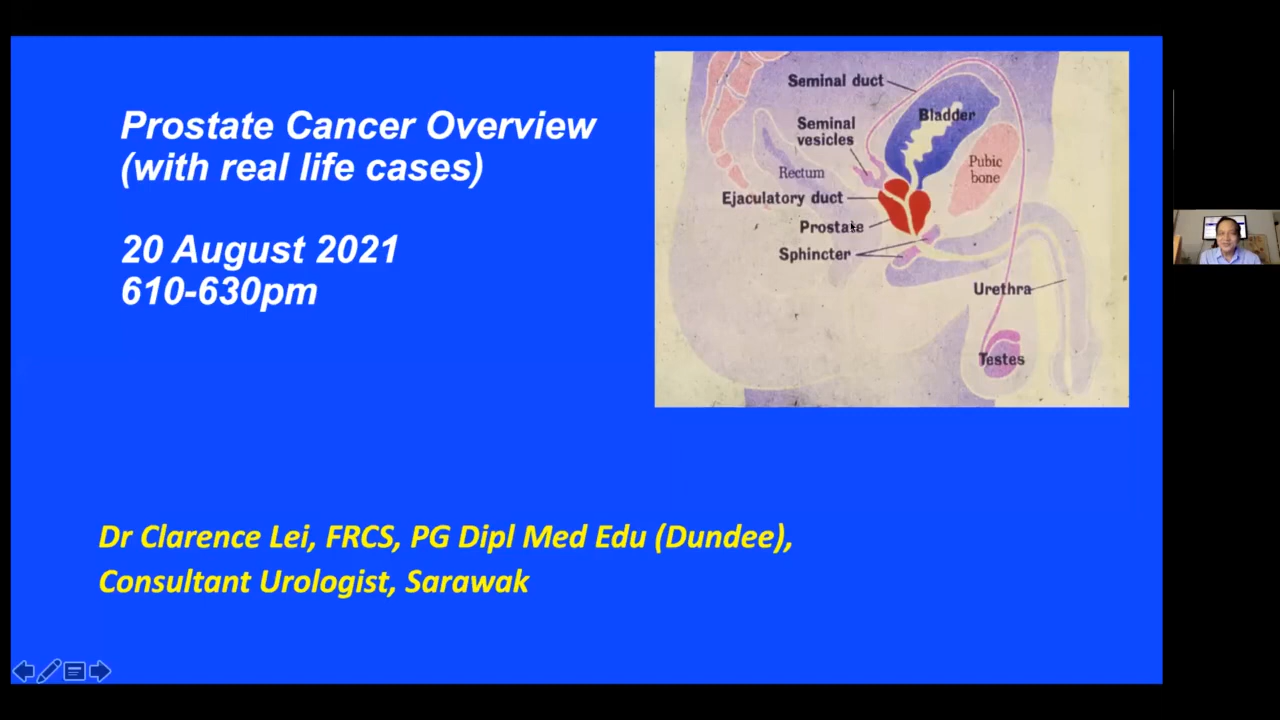 Prostate Cancer Overview
(with real life cases)
20 August 2021
610-630pm
Seminal duct
Bladder
Seminal
vesicles
Pubic
bone
Rectum
Ejaculatory duct
Prostate
Sphincter
Urethra
Testes
Dr Clarence Lei, FRCS, PG Dipl Med Edu (Dundee),
Consultant Urologist, Sarawak